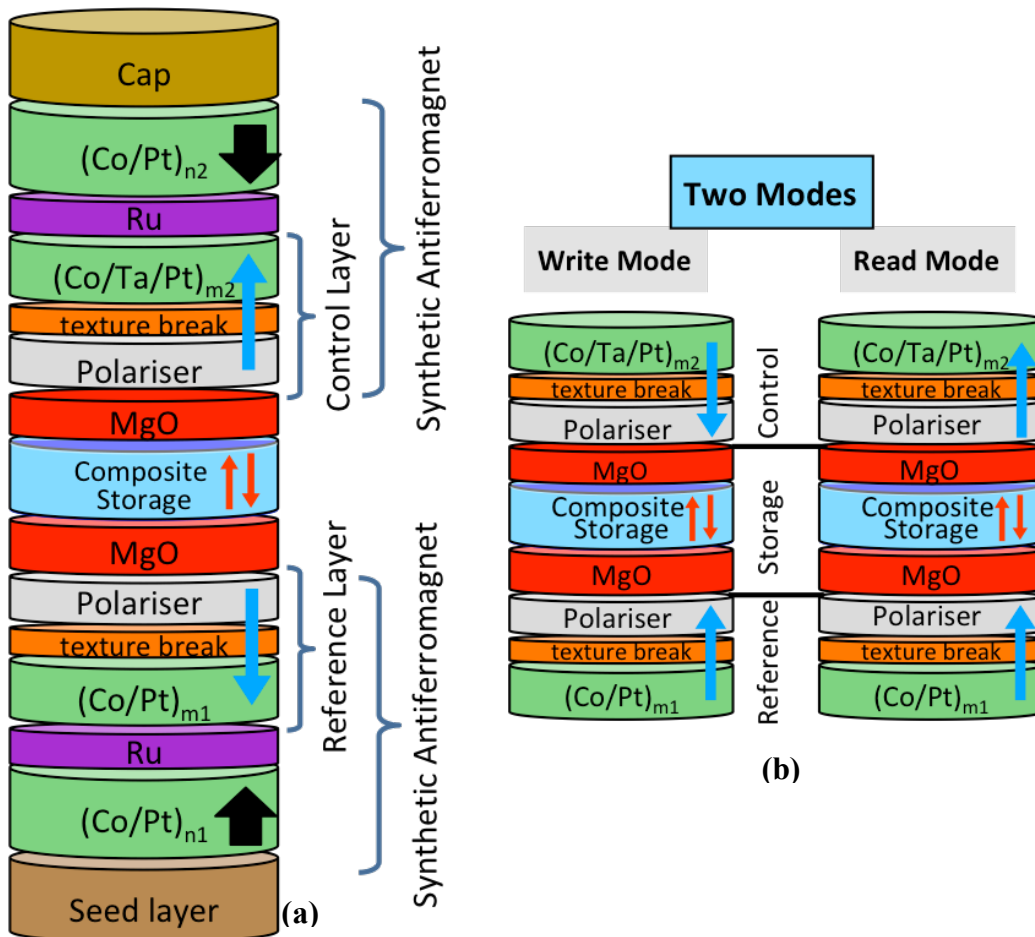 Cap
(Co/Pt)n2
Ru
(Co/Ta/Pt)m2
texture break
Polariser
MgO
Composite
Storage
MgO
Polariser
texture break
(Co/Pt)m1
Ru
(Co/Pt)n1
Seed layer
(a)
Control Layer
Reference Layer
Synthetic Antiferromagnet
Synthetic Antiferromagnet
Two Modes
Write Mode
Read Mode
(Co/Ta/Pt)m2
texture break
Polariser
MgO
Composite
Storage
MgO
Polariser
texture break
(Co/Pt)m1
Control
Storage
Reference
(Co/Ta/Pt)m2
texture break
Polariser
MgO
Composite
Storage
MgO
Polariser
texture break
(Co/Pt)m1
(b)